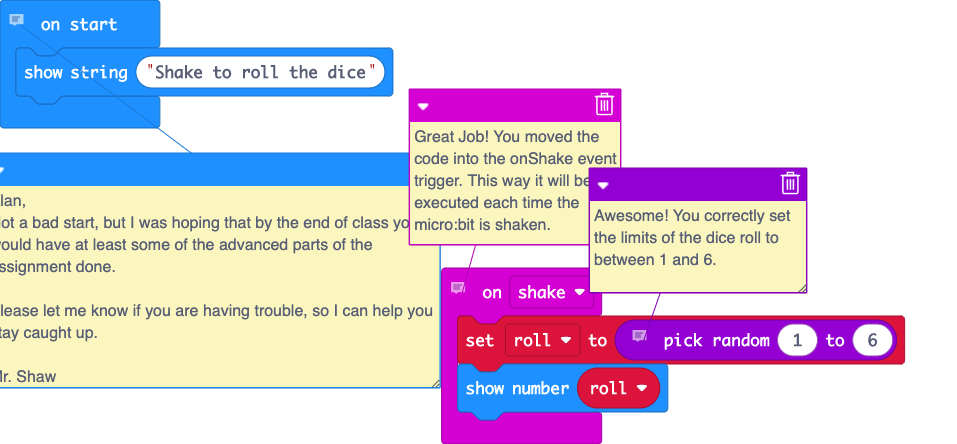 on start
show string "Shake to roll the dice"
lan,
ot a bad start, but I was hoping that by the end of class yo
ould have at least some of the advanced parts of the
ssignment done.
lease let me know if you are having trouble, so I can help you
tay caught up.
r. Shaw
Great Job! You moved the
code into the onShake event
trigger. This way it will be
executed each time the
micro:bit is shaken.
Awesome! You correctly set
the limits of the dice roll to
between 1 and 6.
on shake
set roll to pick random 1 to 6
show number roll